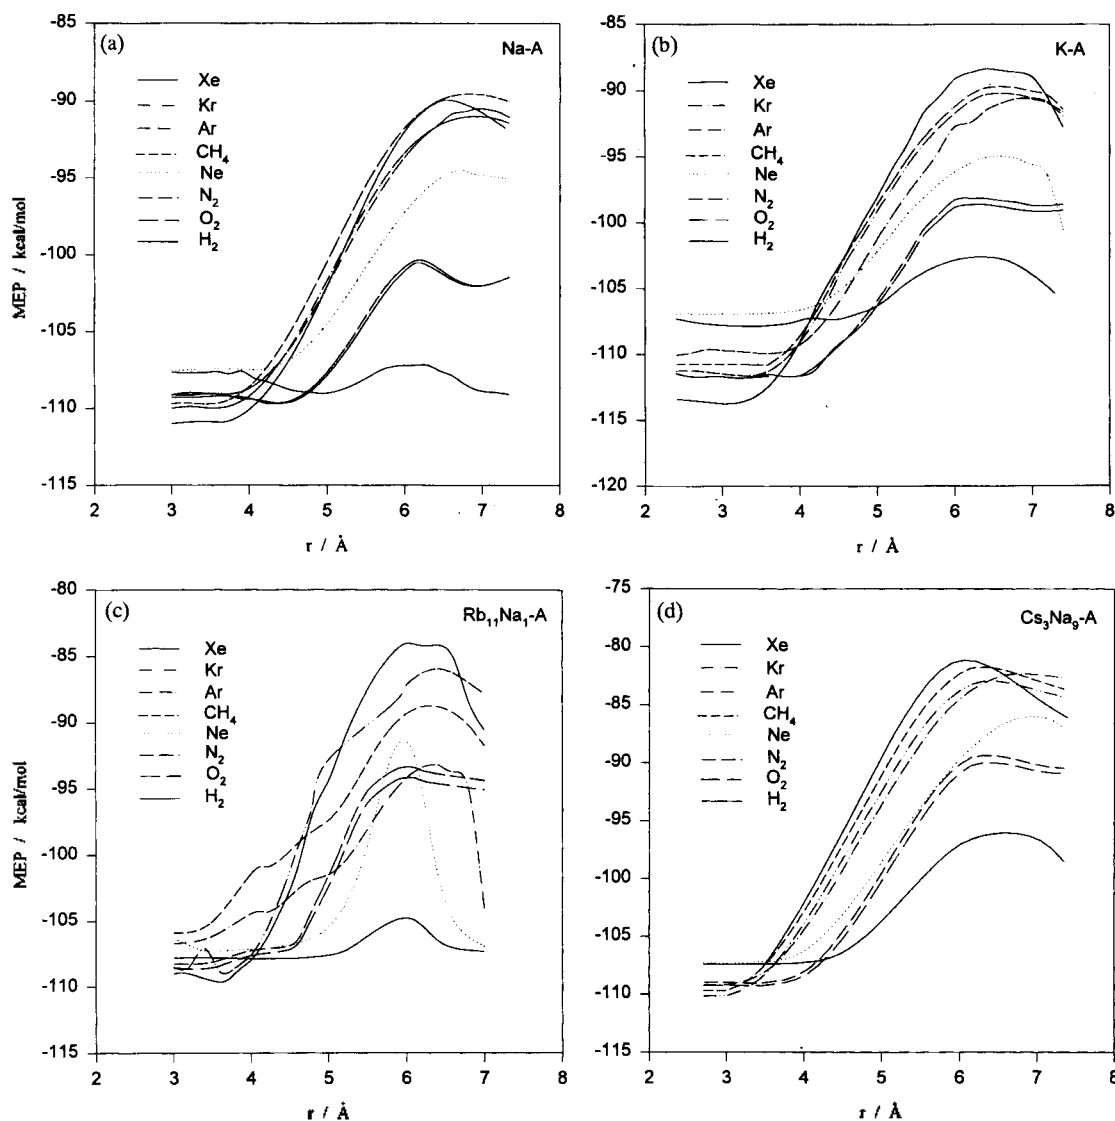 (a) Na-A
-85
-90
-95
-100
-105
-110
-115
MEP / kcal/mol
Xe
Kr
Ar
CH₄
Ne
N₂
O₂
H₂
2 3 4 5 6 7 8
r / Å
(b) K-A
-85
-90
-95
-100
-105
-110
-115
-120
Xe
Kr
Ar
CH₄
Ne
N₂
O₂
H₂
2 3 4 5 6 7 8
r / Å
(c) Rb₁₁Na₁-A
-80
-85
-90
-95
-100
-105
-110
-115
MEP / kcal/mol
Xe
Kr
Ar
CH₄
Ne
N₂
O₂
H₂
2 3 4 5 6 7 8
r / Å
(d) Cs₃Na₉-A
-75
-80
-85
-90
-95
-100
-105
-110
-115
Xe
Kr
Ar
CH₄
Ne
N₂
O₂
H₂
2 3 4 5 6 7 8
r / Å